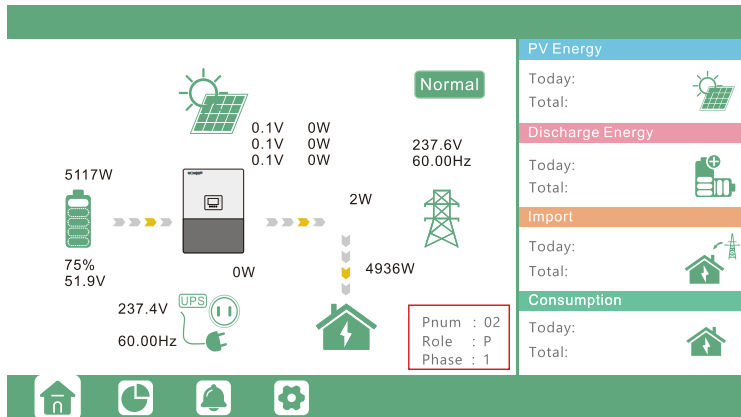 PV Energy
Normal
Today:
Total:
0.1V 0W
0.1V 0W
0.1V 0W
237.6V
60.00Hz
Discharge Energy
Today:
Total:
5117W
2W
Import
Today:
Total:
75%
51.9V
0W
4936W
Consumption
Today:
Total:
237.4V
UPS
60.00Hz
Pnum : 02
Role : P
Phase : 1